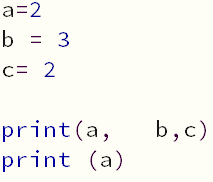 a=2
b = 3
c= 2

print(a,   b,c)
print (a)